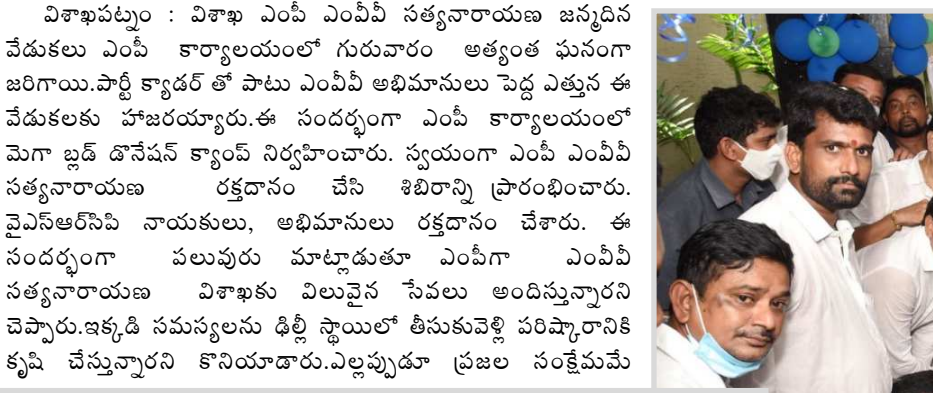 విశాఖపట్నం : విశాఖ ఎంపీ ఎంవీవీ సత్యనారాయణ జన్మదిన
వేడుకలు ఎంపీ కార్యాలయంలో గురువారం అత్యంత ఘనంగా
జరిగాయి.పార్టీ క్యాడర్ తో పాటు ఎంవీవీ అభిమానులు పెద్ద ఎత్తున ఈ
వేడుకలకు హాజరయ్యారు.ఈ సందర్భంగా ఎంపీ కార్యాలయంలో
మెగా బ్లడ్ డొనేషన్ క్యాంప్ నిర్వహించారు. స్వయంగా ఎంపీ ఎంవీవీ
సత్యనారాయణ రక్తదానం చేసి శిబిరాన్ని ప్రారంభించారు.
వైఎస్ఆర్‌సిపి నాయకులు, అభిమానులు రక్తదానం చేశారు. ఈ
సందర్భంగా పలువురు మాట్లాడుతూ ఎంపీగా ఎంవీవీ
సత్యనారాయణ విశాఖకు విలువైన సేవలు అందిస్తున్నారని
చెప్పారు.ఇక్కడి సమస్యలను ఢిల్లీ స్థాయిలో తీసుకువెళ్లి పరిష్కారానికి
కృషి చేస్తున్నారని కొనియాడారు.ఎల్లప్పుడూ ప్రజల సంక్షేమమే